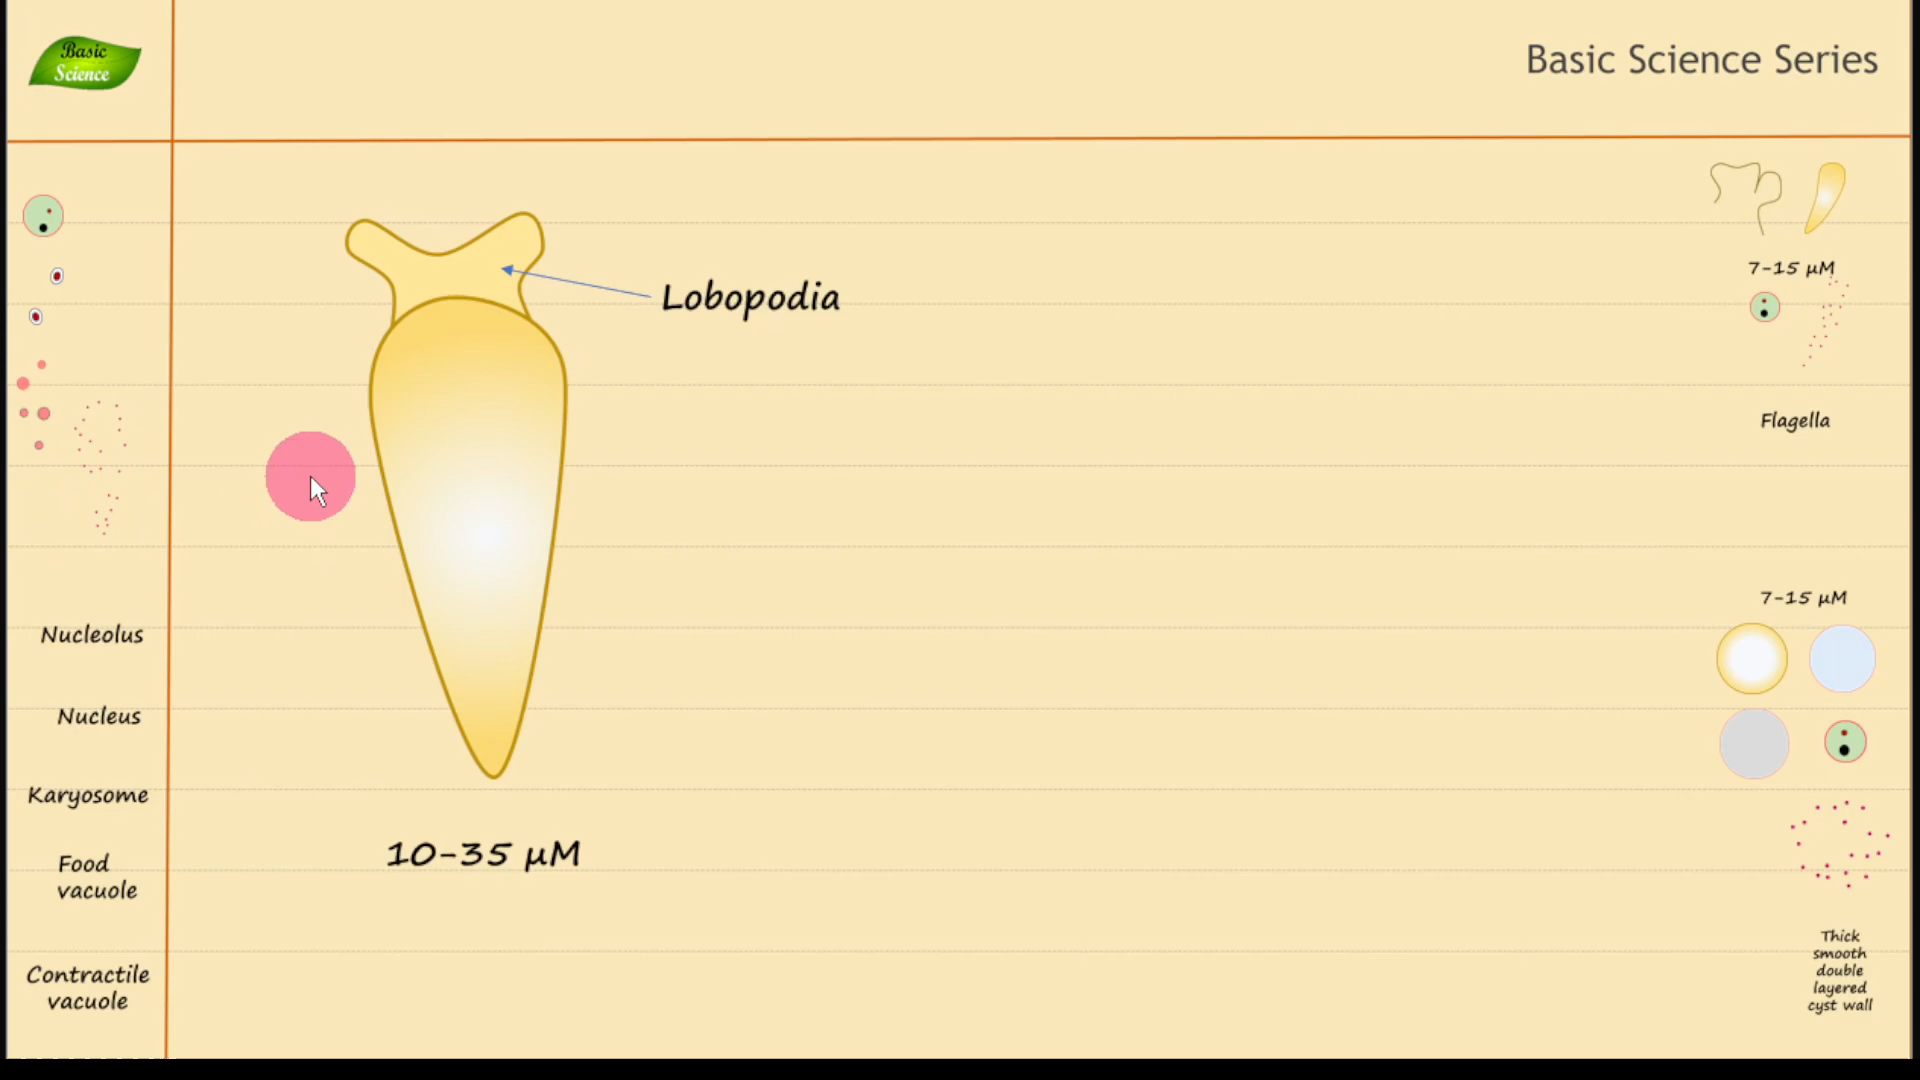 Basic
Science
Basic Science Series
Lobopodia
10-35 µM
Nucleolus
Nucleus
Karyosome
Food
vacuole
Contractile
vacuole
7-15 µM
Flagella
7-15 µM
Thick
smooth
double
layered
cyst wall